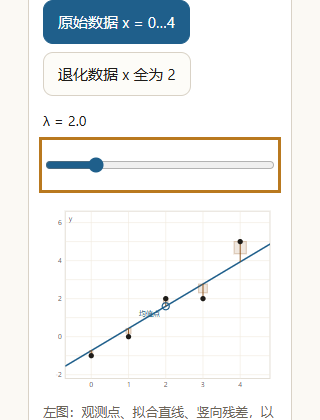 原始数据 x = 0…4
退化数据 x 全为 2
λ = 2.0
y
6
4
2
0
2
均值点
0
1
2
3
4
左图：观测点、拟合直线、竖向残差，以